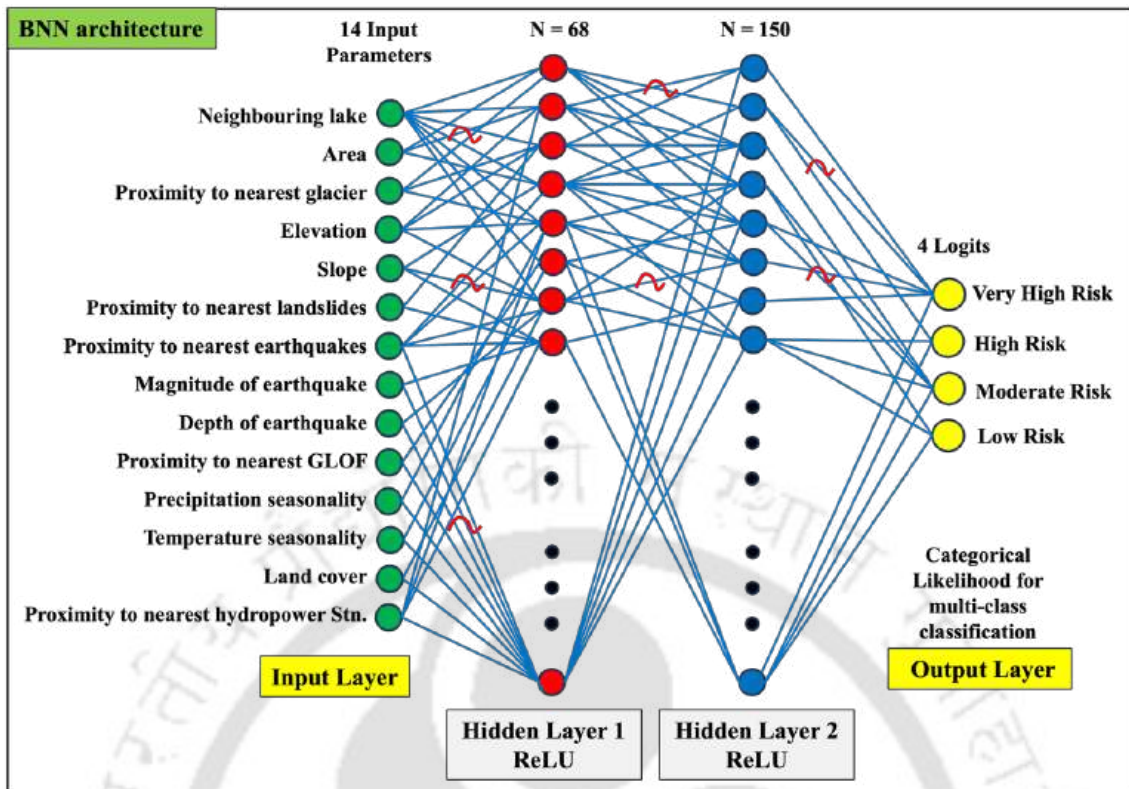 BNN architecture
14 Input
Parameters
N = 68
N = 150
Neighbouring lake
Area
Proximity to nearest glacier
Elevation
Slope
Proximity to nearest landslides
Proximity to nearest earthquakes
Magnitude of earthquake
Depth of earthquake
Proximity to nearest GLOF
Precipitation seasonality
Temperature seasonality
Land cover
Proximity to nearest hydropower Stn.
Input Layer
Hidden Layer 1
ReLU
Hidden Layer 2
ReLU
4 Logits
Very High Risk
High Risk
Moderate Risk
Low Risk
Categorical
Likelihood for
multi-class
classification
Output Layer